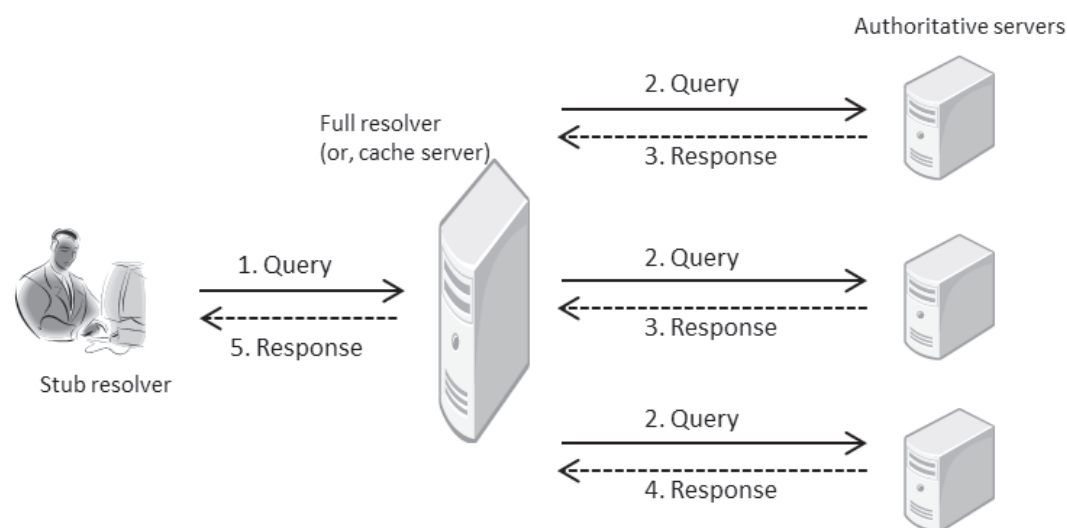 Authoritative servers
2. Query
Full resolver
(or, cache server)
3. Response
1. Query
2. Query
3. Response
5. Response
Stub resolver
2. Query
4. Response